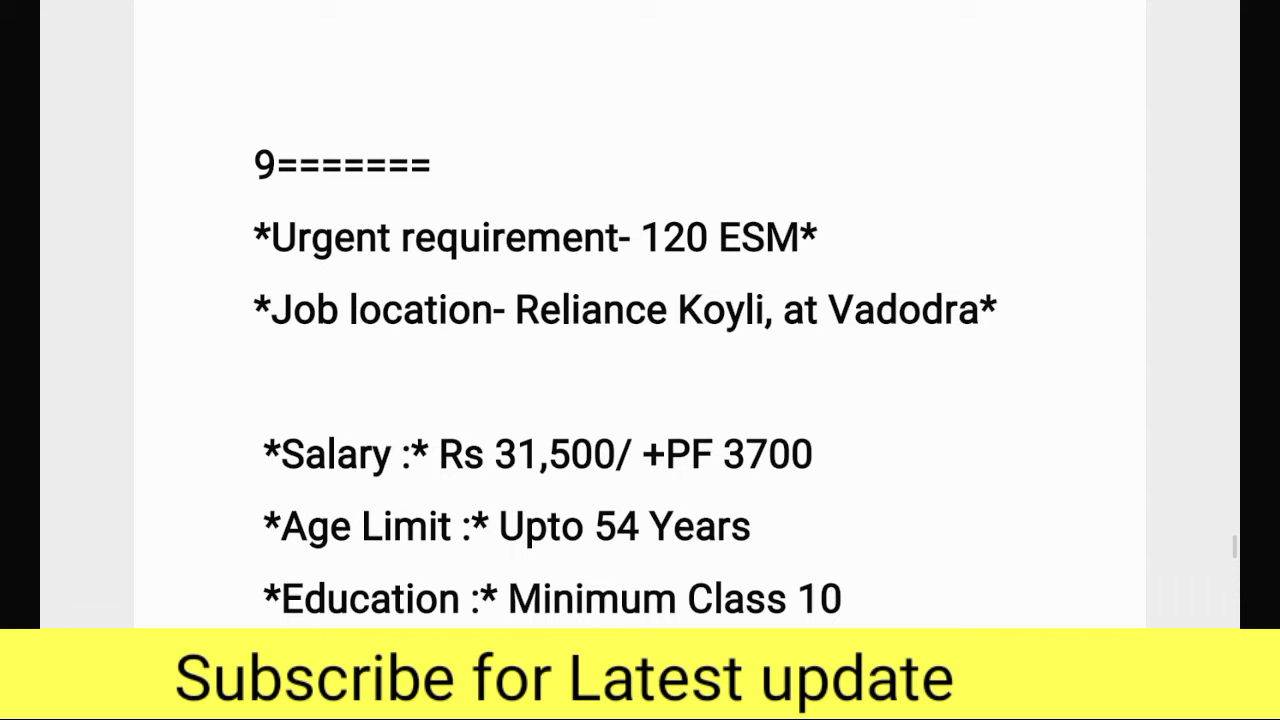 9=======
*Urgent requirement- 120 ESM*
*Job location- Reliance Koyli, at Vadodra*
*Salary :* Rs 31,500/ +PF 3700
*Age Limit :* Upto 54 Years
*Education :* Minimum Class 10
Subscribe for Latest update